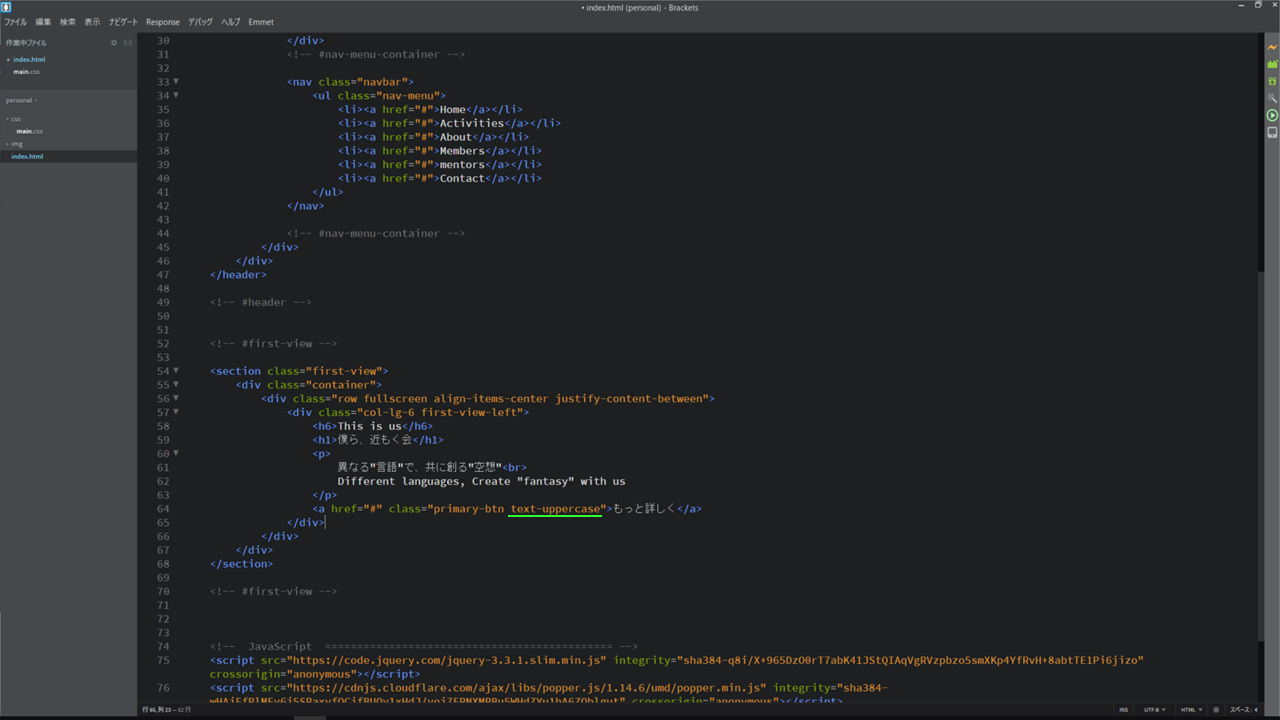 • index.html (personal) - Brackets
ファイル 編集 検索 表示 ナビゲート Response デバッグ ヘルプ Emmet
作業中ファイル
• index.html
main.css
personal
css
main.css
img
index.html
30 </div>
31 <!-- #nav-menu-container -->
32
33 <nav class="navbar">
34 <ul class="nav-menu">
35 <li><a href="#">Home</a></li>
36 <li><a href="#">Activities</a></li>
37 <li><a href="#">About</a></li>
38 <li><a href="#">Members</a></li>
39 <li><a href="#">mentors</a></li>
40 <li><a href="#">Contact</a></li>
41 </ul>
42 </nav>
43
44 <!-- #nav-menu-container -->
45 </div>
46 </div>
47 </header>
48
49 <!-- #header -->
50
51
52 <!-- #first-view -->
53
54 <section class="first-view">
55 <div class="container">
56 <div class="row fullscreen align-items-center justify-content-between">
57 <div class="col-lg-6 first-view-left">
58 <h6>This is us</h6>
59 <h1>僕ら、近もく会</h1>
60 <p>
61 異なる"言語"で、共に創る"空想"<br>
62 Different languages, Create "fantasy" with us
63 </p>
64 <a href="#" class="primary-btn text-uppercase">もっと詳しく</a>
65 </div>
66 </div>
67 </div>
68 </section>
69
70 <!-- #first-view -->
71
72
73
74 <!-- JavaScript ============================================= -->
75 <script src="https://code.jquery.com/jquery-3.3.1.slim.min.js" integrity="sha384-q8i/X+965DzO0rT7abK41JStQIAqVgRVzpbzo5smXKp4YfRvH+8abtTE1Pi6jizo"
crossorigin="anonymous"></script>
76 <script src="https://cdnjs.cloudflare.com/ajax/libs/popper.js/1.14.6/umd/popper.min.js" integrity="sha384-
crossorigin="anonymous"></script>
行 65, 列 23 — 82 行 INS UTF-8 HTML スペース: 4